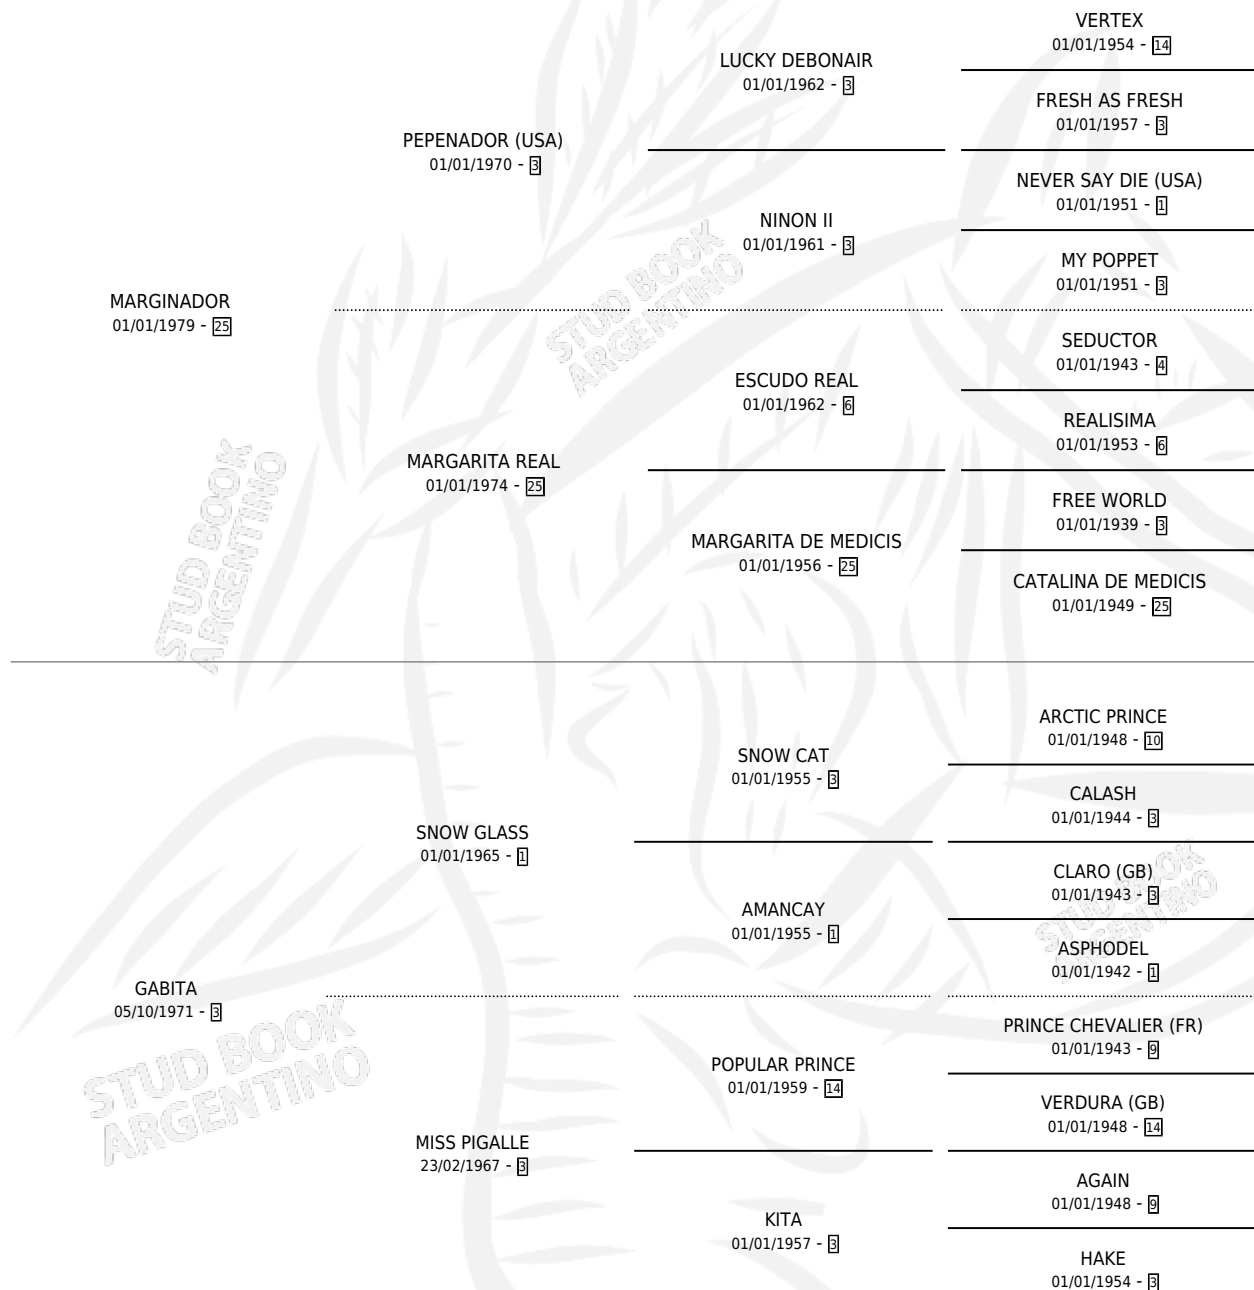 VERTEX
01/01/1954 - 14
LUCKY DEBONAIR
01/01/1962 - 3
FRESH AS FRESH
01/01/1957 - 3
PEPENADOR (USA)
01/01/1970 - 3
NEVER SAY DIE (USA)
01/01/1951 - 1
NINON II
01/01/1961 - 3
MY POPPET
01/01/1951 - 3
MARGINADOR
01/01/1979 - 25
SEDUCTOR
01/01/1943 - 4
ESCUDO REAL
01/01/1962 - 6
REALISIMA
01/01/1953 - 6
MARGARITA REAL
01/01/1974 - 25
FREE WORLD
01/01/1939 - 3
MARGARITA DE MEDICIS
01/01/1956 - 25
CATALINA DE MEDICIS
01/01/1949 - 25
ARCTIC PRINCE
01/01/1948 - 10
SNOW CAT
01/01/1955 - 3
CALASH
01/01/1944 - 3
SNOW GLASS
01/01/1965 - 1
CLARO (GB)
01/01/1943 - 3
AMANCAY
01/01/1955 - 1
ASPHODEL
01/01/1942 - 1
GABITA
05/10/1971 - 3
PRINCE CHEVALIER (FR)
01/01/1943 - 9
POPULAR PRINCE
01/01/1959 - 14
VERDURA (GB)
01/01/1948 - 14
MISS PIGALLE
23/02/1967 - 3
AGAIN
01/01/1948 - 9
KITA
01/01/1957 - 3
HAKE
01/01/1954 - 3
STUD BOOK
ARGENTINO
STUD BOOK
ARGENTINO
STUD BOOK
ARGENTINO
STUD BOOK
ARGENTINO